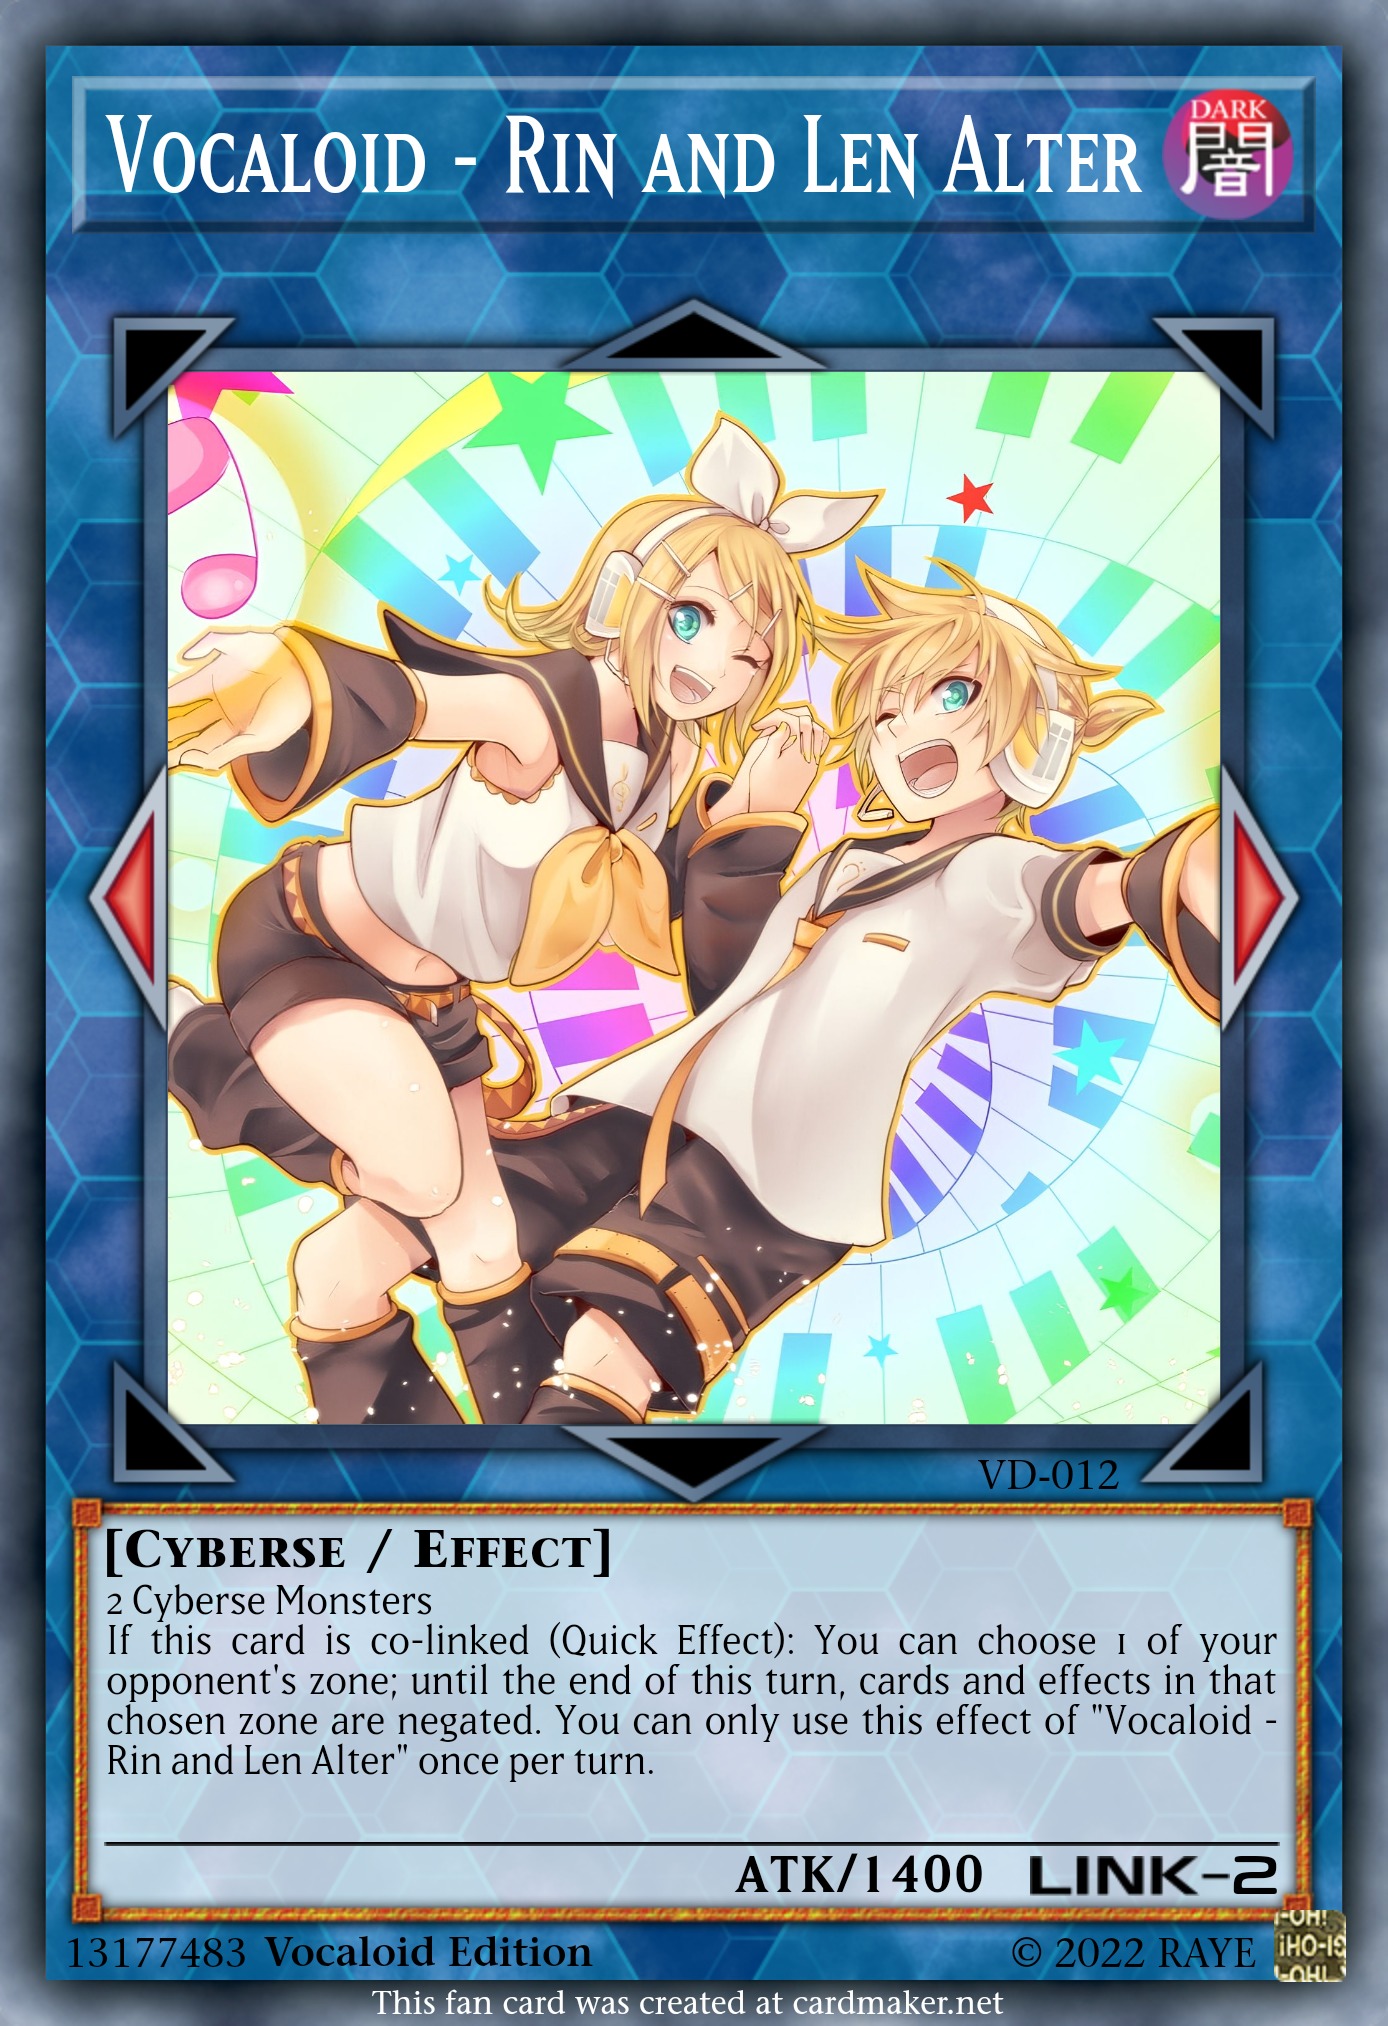 VOCALOID - RIN AND LEN ALTER
DARK
闇
VD-012
[CYBERSE / EFFECT]
2 Cyberse Monsters
If this card is co-linked (Quick Effect): You can choose 1 of your
opponent's zone; until the end of this turn, cards and effects in that
chosen zone are negated. You can only use this effect of "Vocaloid -
Rin and Len Alter" once per turn.
ATK/1400 LINK-2
13177483 Vocaloid Edition
© 2022 RAYE
This fan card was created at cardmaker.net